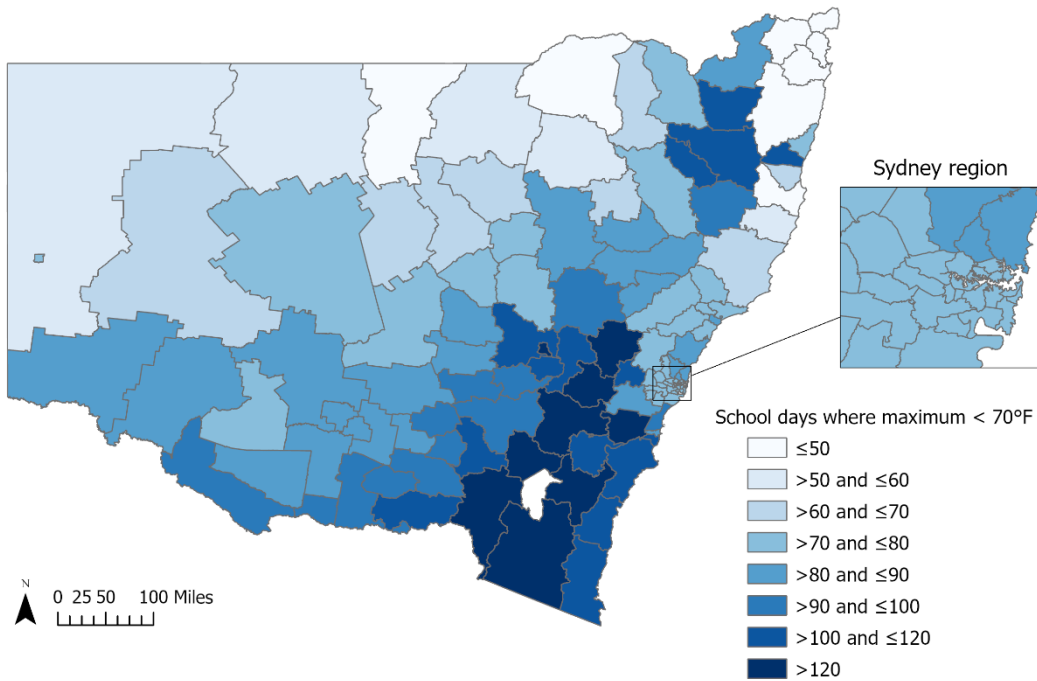 Sydney region
School days where maximum < 70°F
≤50
>50 and ≤60
>60 and ≤70
>70 and ≤80
>80 and ≤90
>90 and ≤100
>100 and ≤120
>120
N
0 25 50 100 Miles